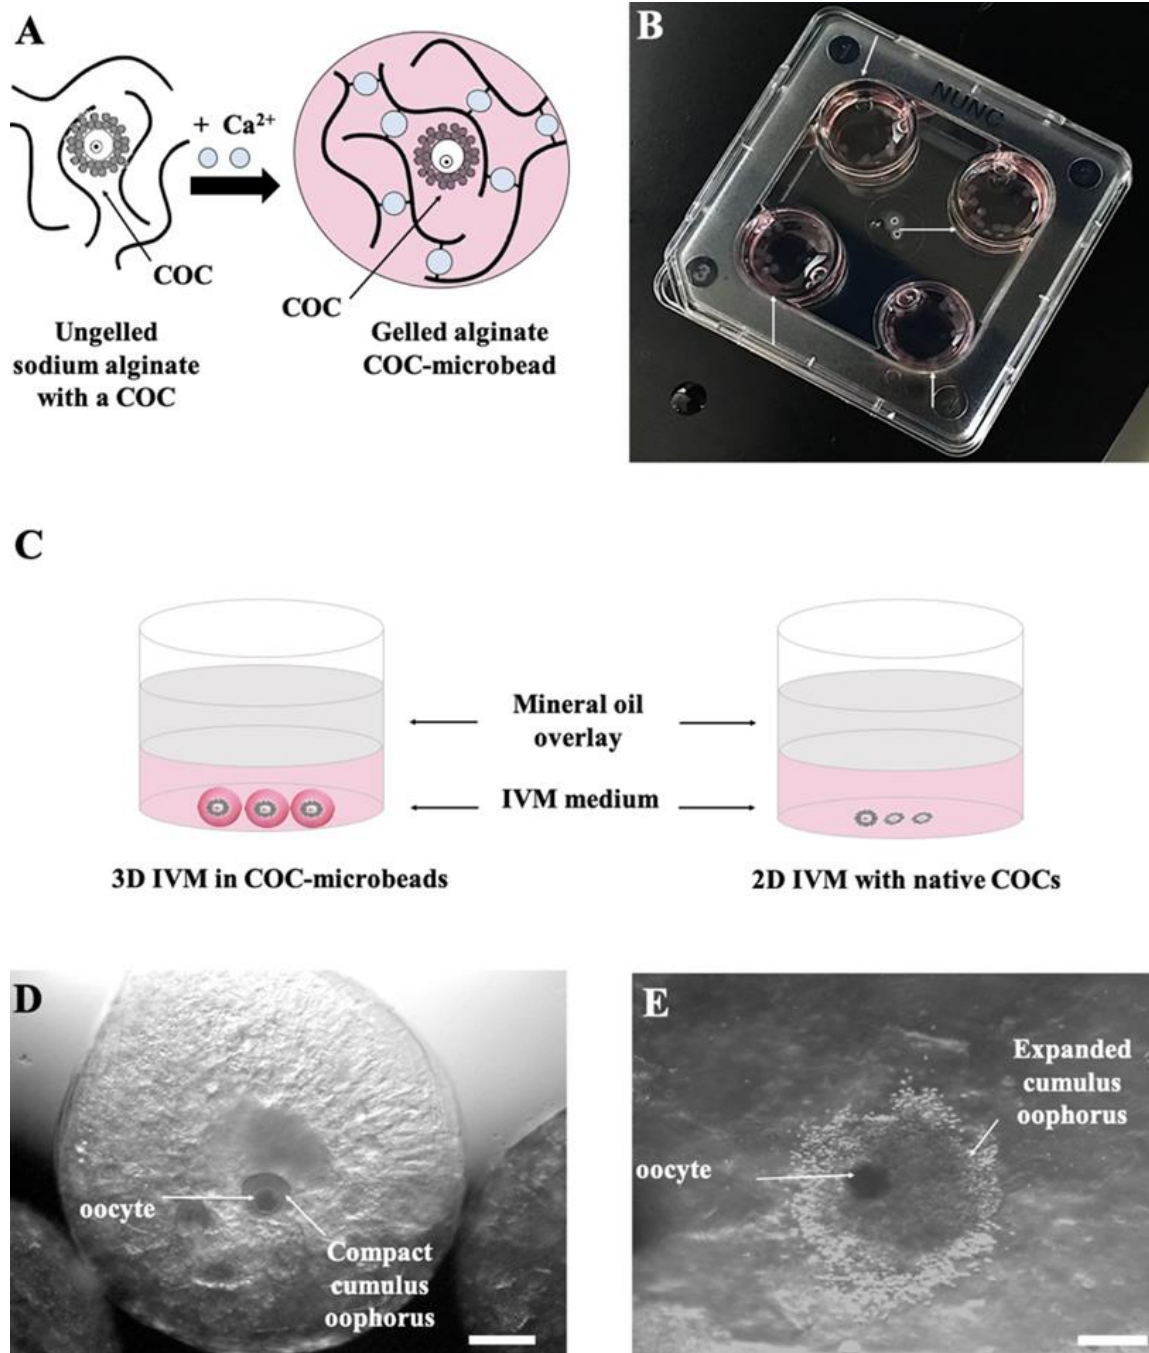 A
+ Ca²⁺
COC
COC
Ungelled
sodium alginate
with a COC
Gelled alginate
COC-microbead
B
NUNC
C
Mineral oil
overlay
IVM medium
3D IVM in COC-microbeads
2D IVM with native COCs
D
oocyte
Compact
cumulus
oophorus
E
Expanded
cumulus
oophorus
oocyte